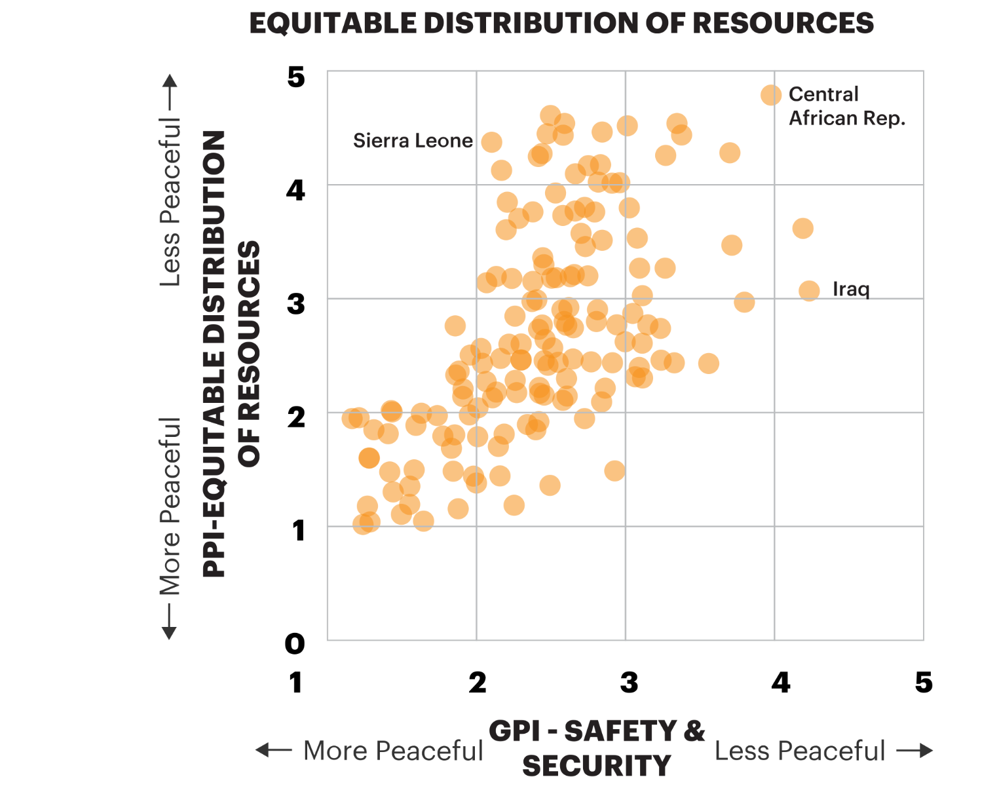 EQUITABLE DISTRIBUTION OF RESOURCES
Less Peaceful
More Peaceful
PPI-EQUITABLE DISTRIBUTION
OF RESOURCES
5
4
3
2
1
0
Sierra Leone
Central
African Rep.
Iraq
1 2 3 4 5
More Peaceful
GPI - SAFETY &
SECURITY
Less Peaceful